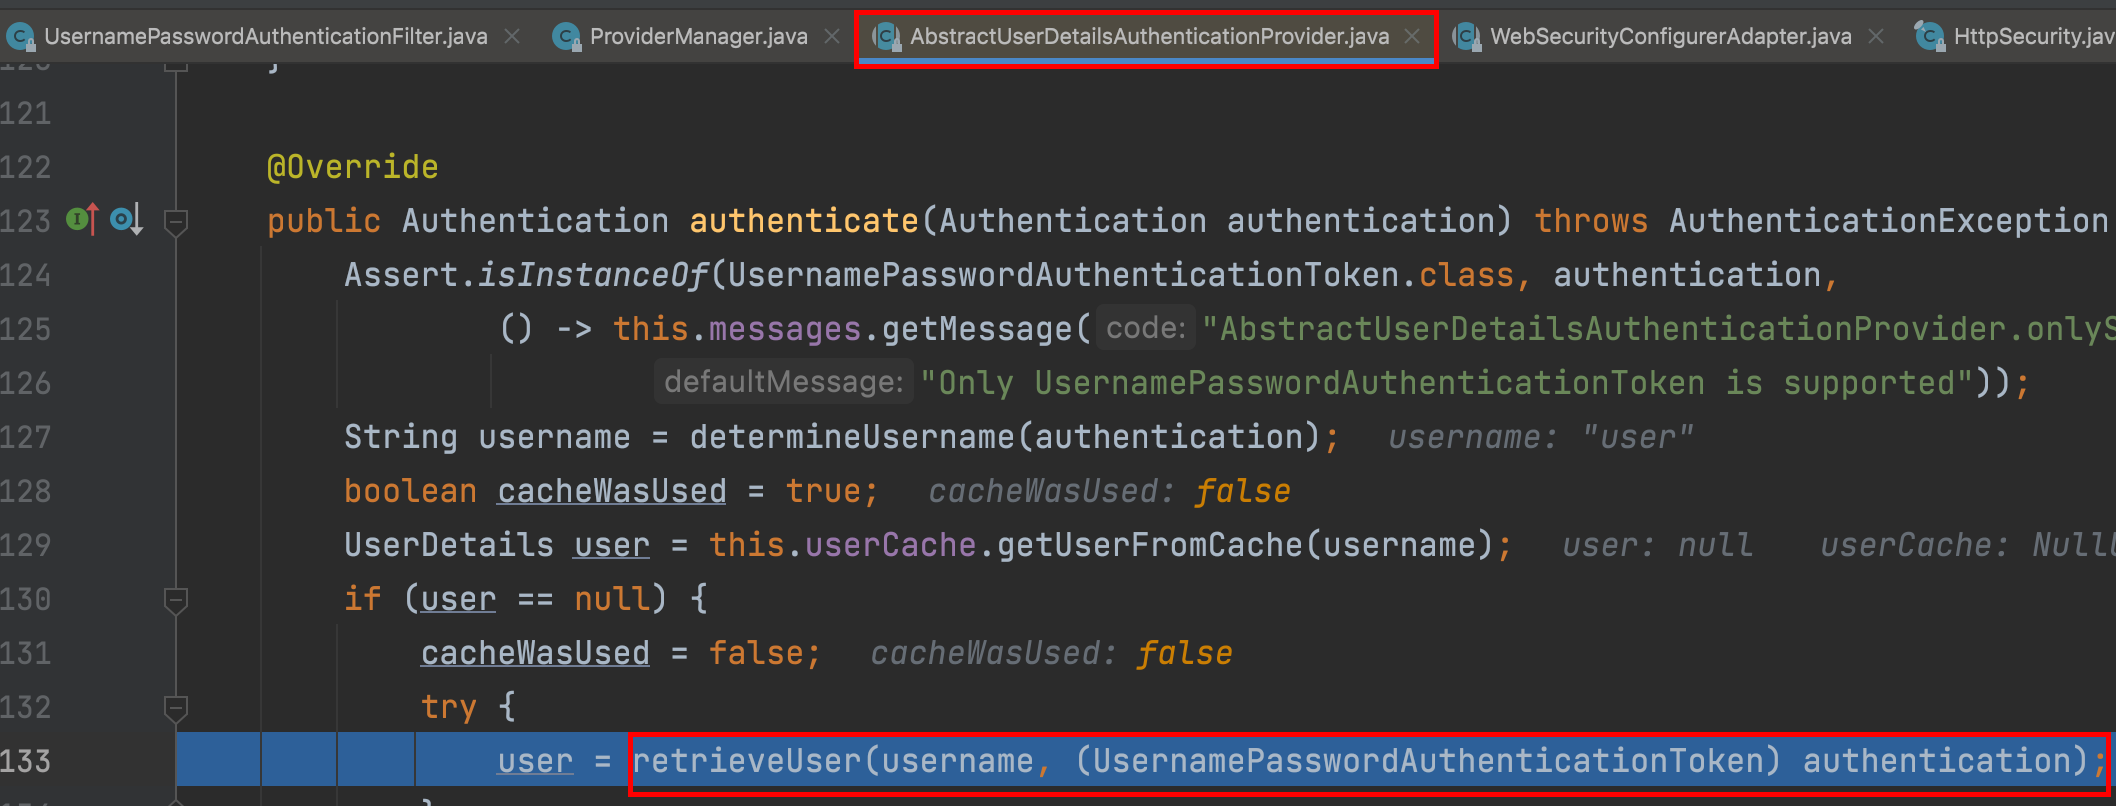 UsernamePasswordAuthenticationFilter.java ProviderManager.java AbstractUserDetailsAuthenticationProvider.java WebSecurityConfigurerAdapter.java HttpSecurity.jav
}
121
122 @Override
123 public Authentication authenticate(Authentication authentication) throws AuthenticationException
124 Assert.isInstanceOf(UsernamePasswordAuthenticationToken.class, authentication,
125 () -> this.messages.getMessage( code: "AbstractUserDetailsAuthenticationProvider.onlyS
126 defaultMessage: "Only UsernamePasswordAuthenticationToken is supported"));
127 String username = determineUsername(authentication); username: "user"
128 boolean cacheWasUsed = true; cacheWasUsed: false
129 UserDetails user = this.userCache.getUserFromCache(username); user: null userCache: Null
130 if (user == null) {
131 cacheWasUsed = false; cacheWasUsed: false
132 try {
133 user = retrieveUser(username, (UsernamePasswordAuthenticationToken) authentication);